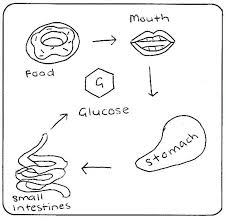 Mouth
Food
G
Glucose
Stomach
Small
intestines